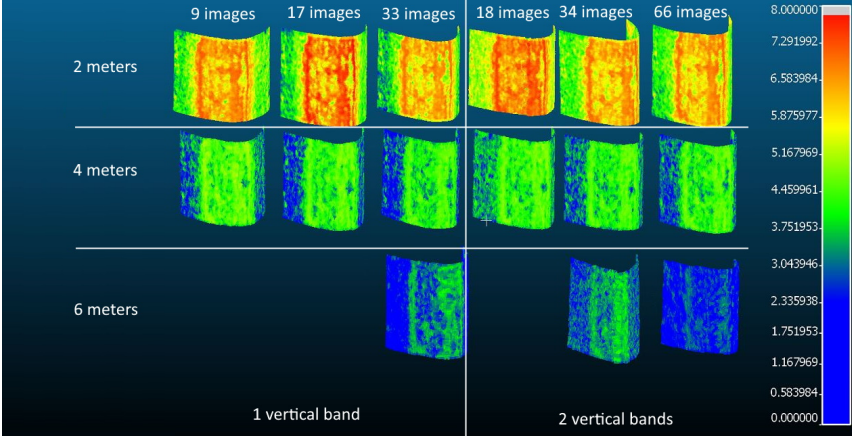 9 images 17 images 33 images 18 images 34 images 66 images
2 meters
4 meters
6 meters
1 vertical band 2 vertical bands
8.000000
7.291992
6.583984
5.875977
5.167969
4.459961
3.751953
3.043946
2.335938
1.751953
1.167969
0.583984
0.000000